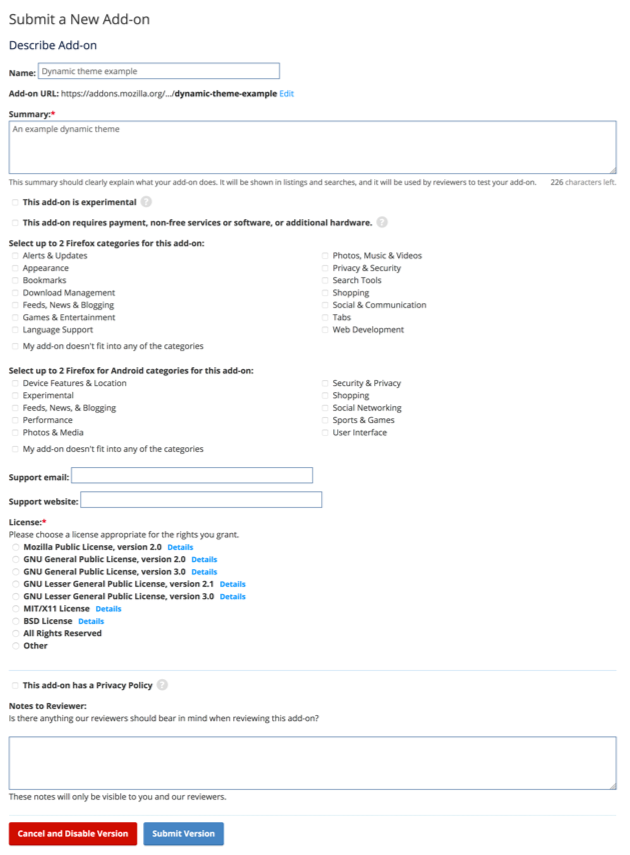 Submit a New Add-on
Describe Add-on
Name: Dynamic theme example
Add-on URL: https://addons.mozilla.org/.../dynamic-theme-example Edit
Summary:*
An example dynamic theme
This summary should clearly explain what your add-on does. It will be shown in listings and searches, and it will be used by reviewers to test your add-on. 226 characters left.
This add-on is experimental ?
This add-on requires payment, non-free services or software, or additional hardware. ?
Select up to 2 Firefox categories for this add-on:
Alerts & Updates
Appearance
Bookmarks
Download Management
Feeds, News & Blogging
Games & Entertainment
Language Support
Photos, Music & Videos
Privacy & Security
Search Tools
Shopping
Social & Communication
Tabs
Web Development
My add-on doesn't fit into any of the categories
Select up to 2 Firefox for Android categories for this add-on:
Device Features & Location
Experimental
Feeds, News, & Blogging
Performance
Photos & Media
Security & Privacy
Shopping
Social Networking
Sports & Games
User Interface
My add-on doesn't fit into any of the categories
Support email:
Support website:
License:*
Please choose a license appropriate for the rights you grant.
Mozilla Public License, version 2.0 Details
GNU General Public License, version 2.0 Details
GNU General Public License, version 3.0 Details
GNU Lesser General Public License, version 2.1 Details
GNU Lesser General Public License, version 3.0 Details
MIT/X11 License Details
BSD License Details
All Rights Reserved
Other
This add-on has a Privacy Policy ?
Notes to Reviewer:
Is there anything our reviewers should bear in mind when reviewing this add-on?
These notes will only be visible to you and our reviewers.
Cancel and Disable Version
Submit Version